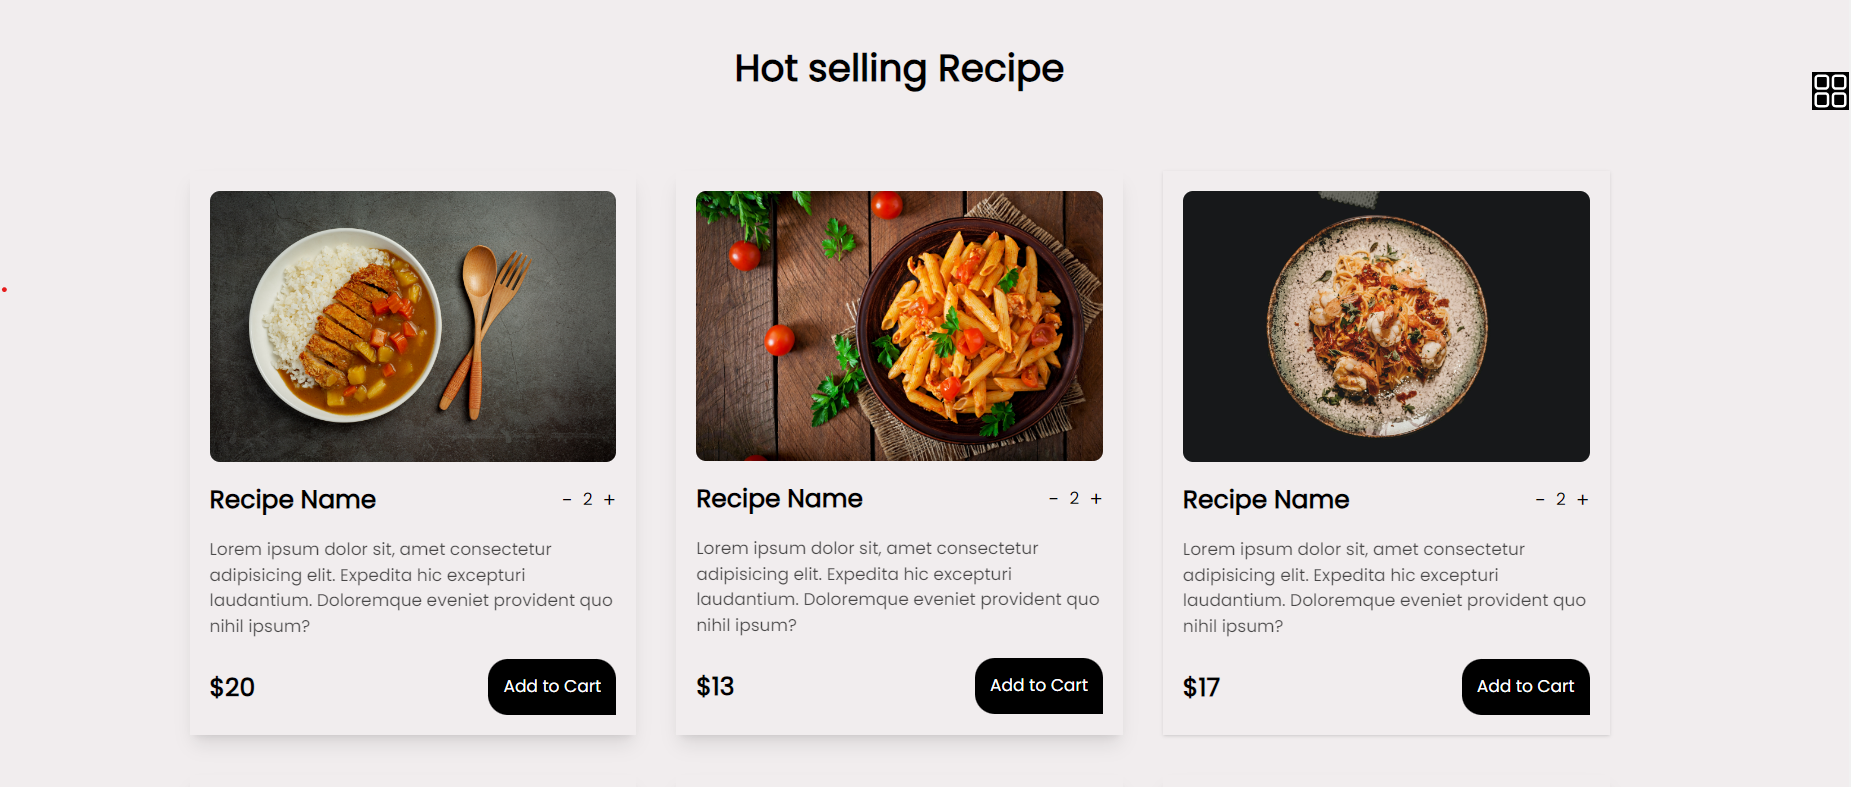 Hot selling Recipe
Recipe Name - 2 +
Lorem ipsum dolor sit, amet consectetur
adipisicing elit. Expedita hic excepturi
laudantium. Doloremque eveniet provident quo
nihil ipsum?
$20 Add to Cart
Recipe Name - 2 +
Lorem ipsum dolor sit, amet consectetur
adipisicing elit. Expedita hic excepturi
laudantium. Doloremque eveniet provident quo
nihil ipsum?
$13 Add to Cart
Recipe Name - 2 +
Lorem ipsum dolor sit, amet consectetur
adipisicing elit. Expedita hic excepturi
laudantium. Doloremque eveniet provident quo
nihil ipsum?
$17 Add to Cart